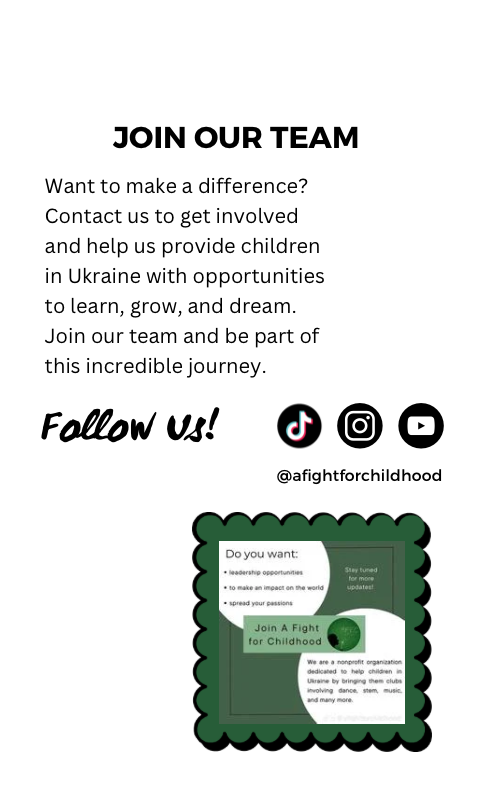 JOIN OUR TEAM
Want to make a difference?
Contact us to get involved
and help us provide children
in Ukraine with opportunities
to learn, grow, and dream.
Join our team and be part of
this incredible journey.
Follow us!
@afightforchildhood
Do you want:
• leadership opportunities
• to make an impact on the world
• spread your passions
Stay tuned
for more
updates!
Join A Fight
for Childhood
We are a nonprofit organization
dedicated to help children in
Ukraine by bringing them clubs
involving dance, stem, music,
and many more.